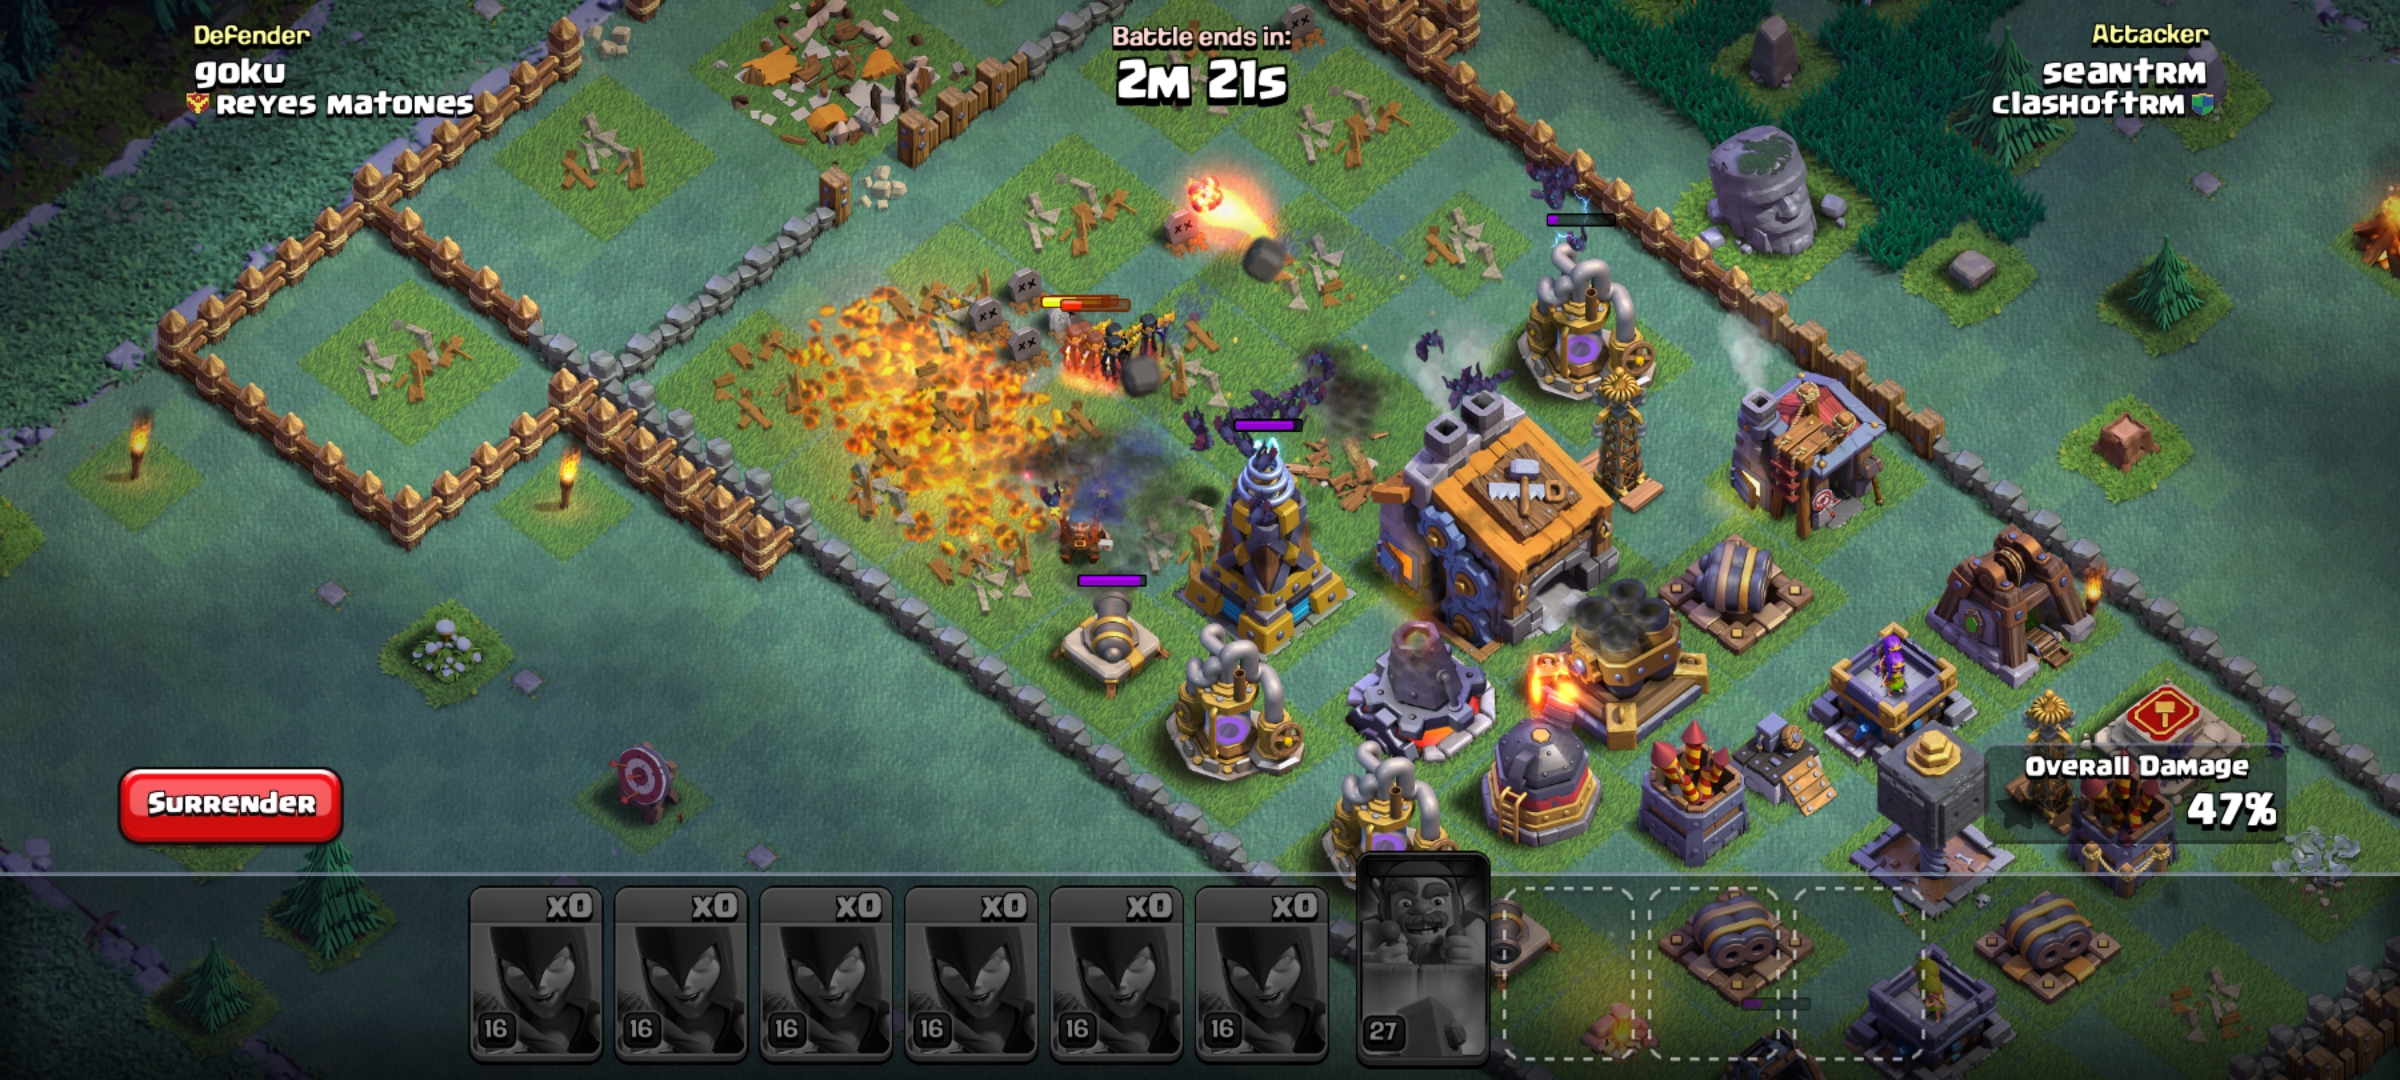 Defender
goku
REYES MATONES
Battle ends in:
2M 21s
Attacker
seantRM
clashoftRM
Surrender
Overall Damage
47%
x0
x0
x0
x0
x0
x0
16
16
16
16
16
16
27